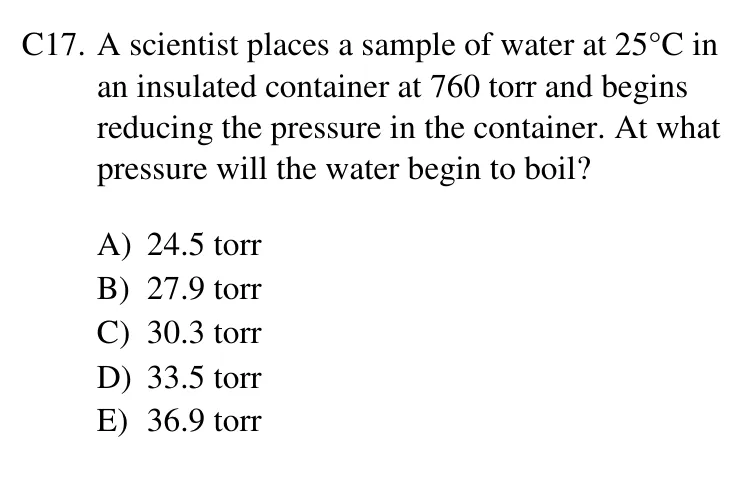 C17. A scientist places a sample of water at 25°C in
an insulated container at 760 torr and begins
reducing the pressure in the container. At what
pressure will the water begin to boil?
A) 24.5 torr
B) 27.9 torr
C) 30.3 torr
D) 33.5 torr
E) 36.9 torr